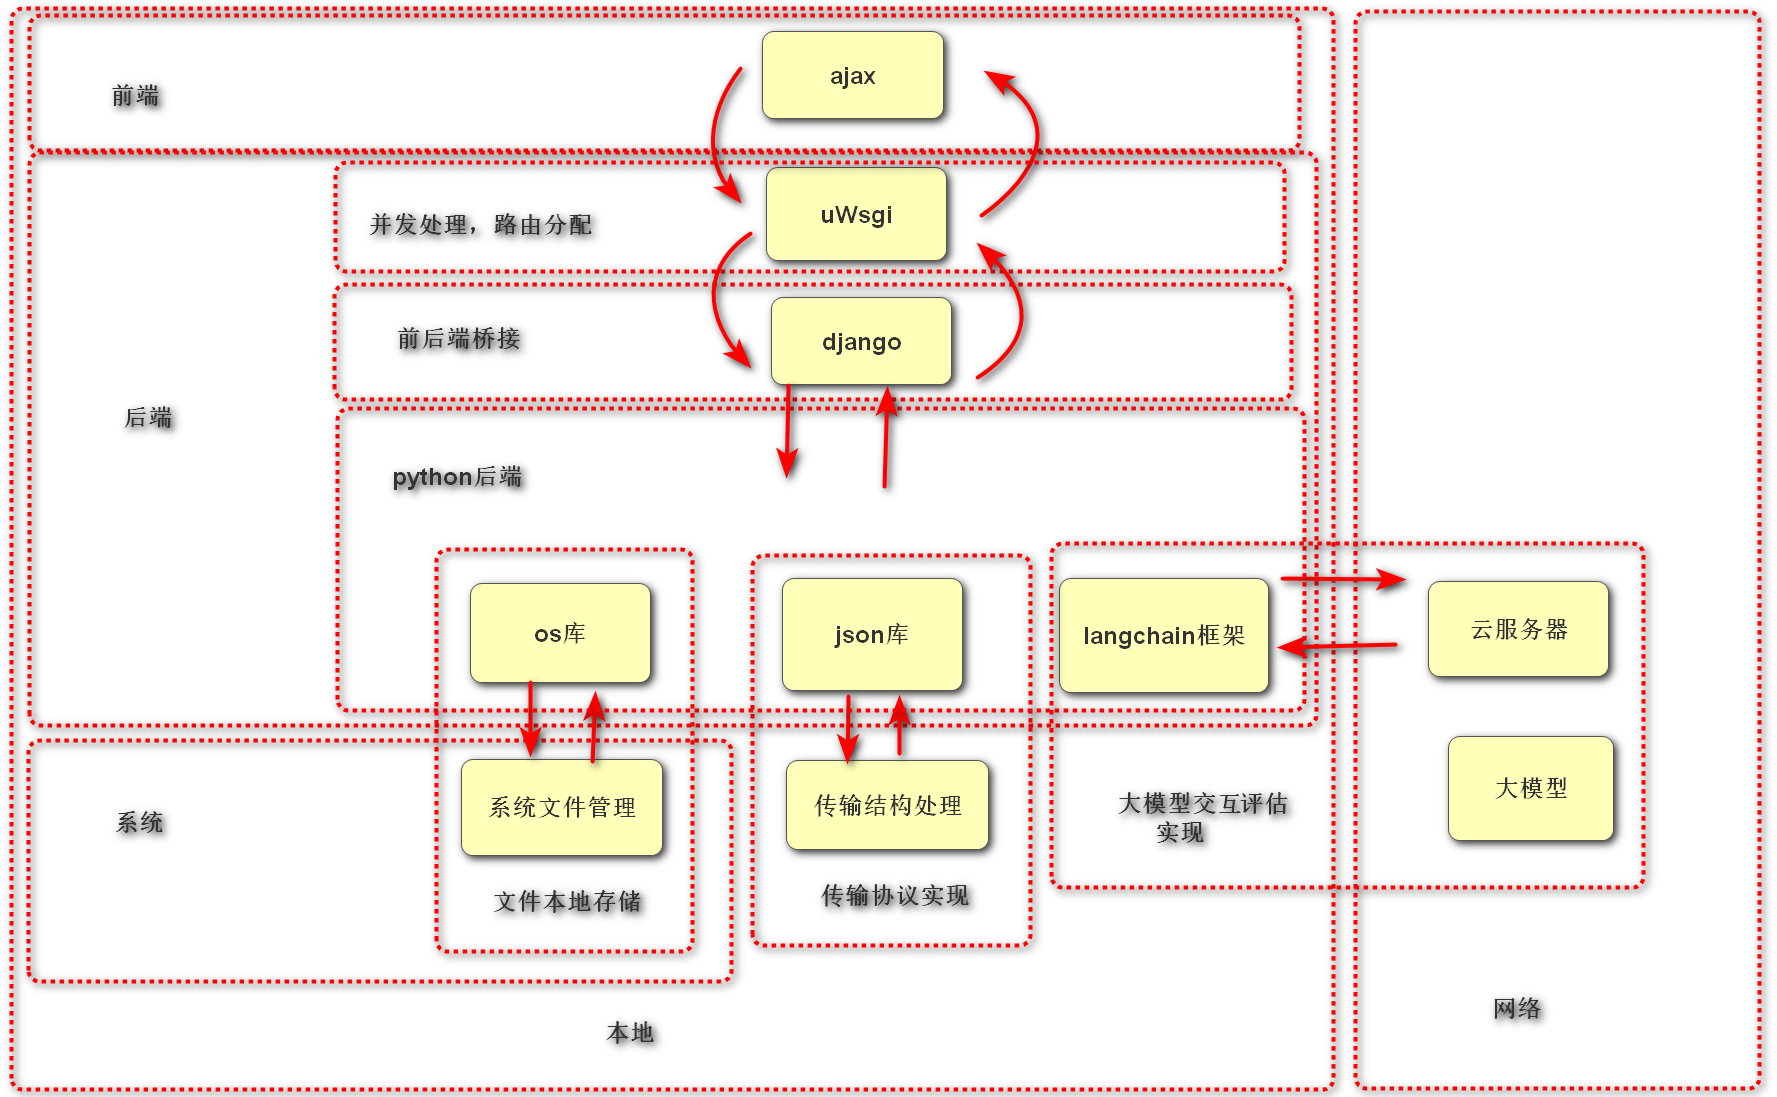 ajax
前端
uWsgi
并发处理，路由分配
django
前后端桥接
后端
python后端
os库
json库
langchain框架
云服务器
系统文件管理
传输结构处理
大模型
大模型交互评估
实现
系统
文件本地存储
传输协议实现
网络
本地